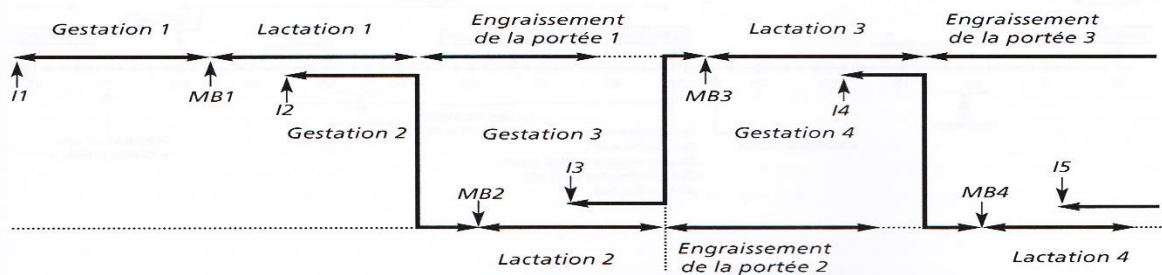 Gestation 1
Lactation 1
Engraissement
de la portée 1
Lactation 3
Engraissement
de la portée 3
I1
MB1
I2
MB3
I4
Gestation 2
Gestation 3
Gestation 4
MB2
I3
MB4
I5
Lactation 2
Engraissement
de la portée 2
Lactation 4